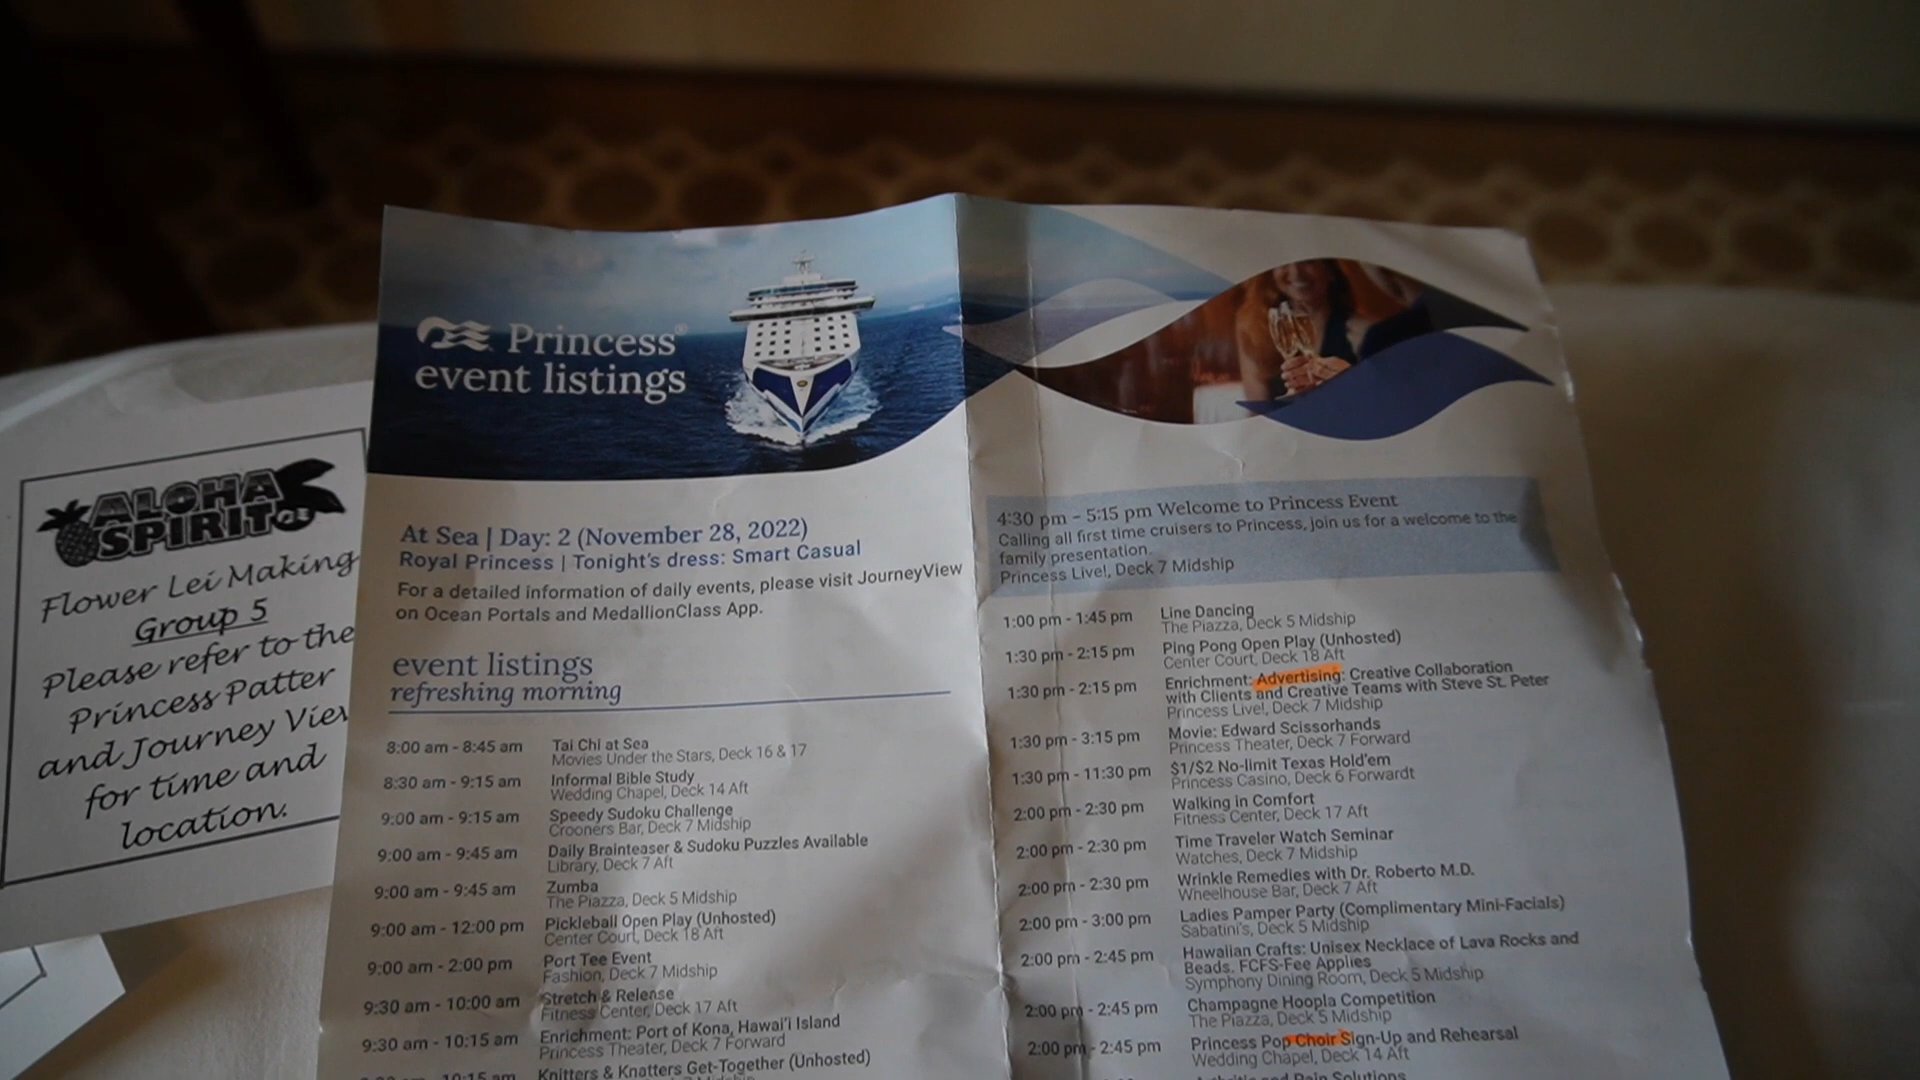 ALOHA
SPIRIT
Flower Lei Making
Group 5
Please refer to the
Princess Patter
and Journey View
for time and
location.
Princess®
event listings
At Sea | Day: 2 (November 28, 2022)
Royal Princess | Tonight's dress: Smart Casual
For a detailed information of daily events, please visit JourneyView
on Ocean Portals and MedallionClass App.
event listings
refreshing morning
8:00 am - 8:45 am Tai Chi at Sea
Movies Under the Stars, Deck 16 & 17
8:30 am - 9:15 am Informal Bible Study
Wedding Chapel, Deck 14 Aft
9:00 am - 9:15 am Speedy Sudoku Challenge
Crooners Bar, Deck 7 Midship
9:00 am - 9:45 am Daily Brainteaser & Sudoku Puzzles Available
Library, Deck 7 Aft
9:00 am - 9:45 am Zumba
The Piazza, Deck 5 Midship
9:00 am - 12:00 pm Pickleball Open Play (Unhosted)
Center Court, Deck 18 Aft
9:00 am - 2:00 pm Port Tee Event
Fashion, Deck 7 Midship
9:30 am - 10:00 am Stretch & Release
Fitness Center, Deck 17 Aft
9:30 am - 10:15 am Enrichment: Port of Kona, Hawai'i Island
Princess Theater, Deck 7 Forward
10:15 am Knitters & Knatters Get-Together (Unhosted)
4:30 pm - 5:15 pm Welcome to Princess Event
Calling all first time cruisers to Princess, join us for a welcome to the
family presentation.
Princess Live!, Deck 7 Midship
1:00 pm - 1:45 pm Line Dancing
The Piazza, Deck 5 Midship
1:30 pm - 2:15 pm Ping Pong Open Play (Unhosted)
Center Court, Deck 18 Aft
1:30 pm - 2:15 pm Enrichment: Advertising: Creative Collaboration
with Clients and Creative Teams with Steve St. Peter
Princess Live!, Deck 7 Midship
1:30 pm - 3:15 pm Movie: Edward Scissorhands
Princess Theater, Deck 7 Forward
1:30 pm - 11:30 pm $1/$2 No-limit Texas Hold'em
Princess Casino, Deck 6 Forwardt
2:00 pm - 2:30 pm Walking in Comfort
Fitness Center, Deck 17 Aft
2:00 pm - 2:30 pm Time Traveler Watch Seminar
Watches, Deck 7 Midship
2:00 pm - 2:30 pm Wrinkle Remedies with Dr. Roberto M.D.
Wheelhouse Bar, Deck 7 Aft
2:00 pm - 3:00 pm Ladies Pamper Party (Complimentary Mini-Facials)
Sabatini's, Deck 5 Midship
2:00 pm - 2:45 pm Hawaiian Crafts: Unisex Necklace of Lava Rocks and
Beads. FCFS-Fee Applies
Symphony Dining Room, Deck 5 Midship
2:00 pm - 2:45 pm Champagne Hoopla Competition
The Piazza, Deck 5 Midship
2:00 pm - 2:45 pm Princess Pop Choir Sign-Up and Rehearsal
Wedding Chapel, Deck 14 Aft
Arthritis and Pain Solutions